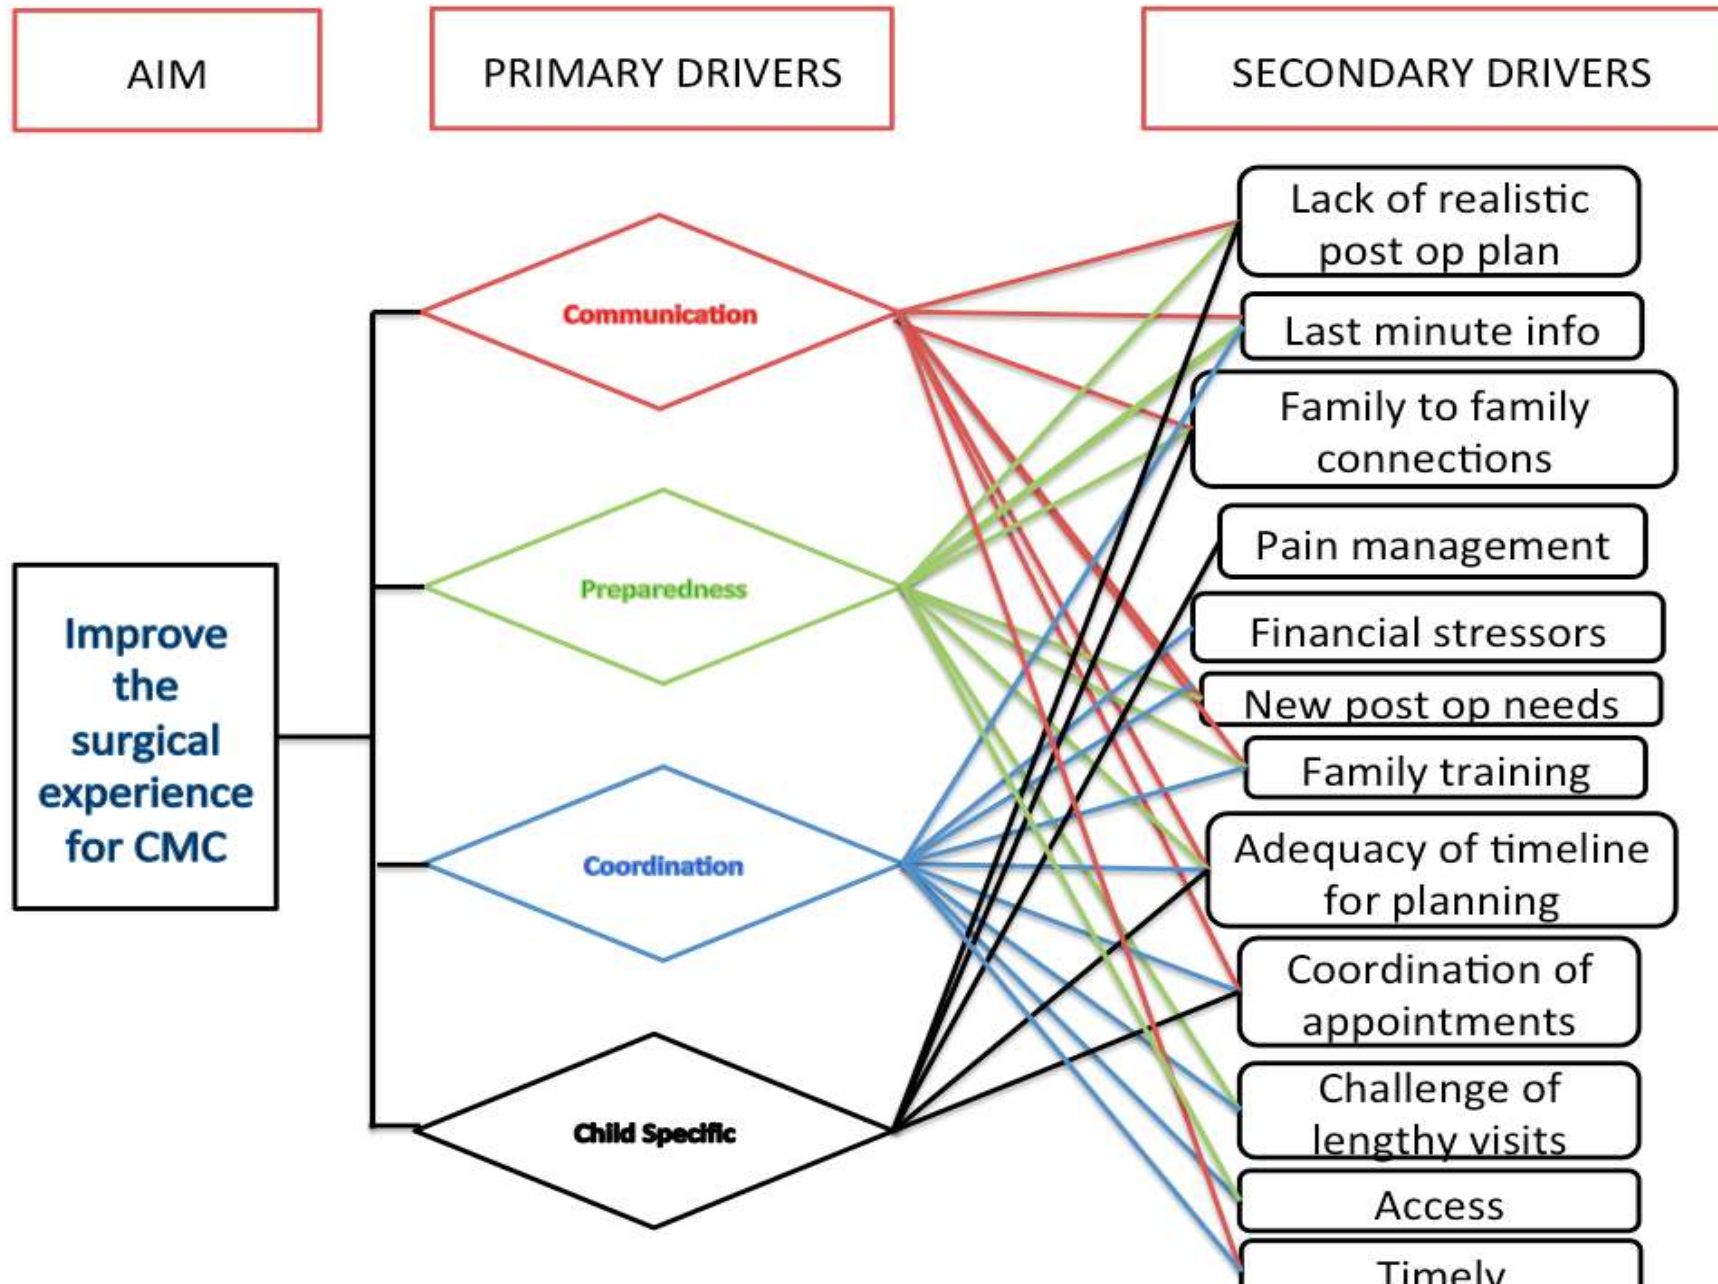 AIM
PRIMARY DRIVERS
SECONDARY DRIVERS
Improve
the
surgical
experience
for CMC
Communication
Preparedness
Coordination
Child Specific
Lack of realistic
post op plan
Last minute info
Family to family
connections
Pain management
Financial stressors
New post op needs
Family training
Adequacy of timeline
for planning
Coordination of
appointments
Challenge of
lengthy visits
Access
Timely